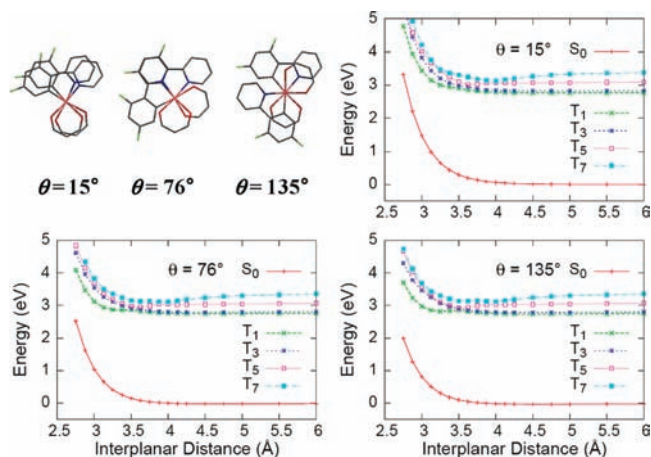 θ = 15°
θ = 76°
θ = 135°
5
4
3
2
1
0
Energy (eV)
θ = 15°
S0
T1
T3
T5
T7
2.5
3
3.5
4
4.5
5
5.5
6
5
4
3
2
1
0
Energy (eV)
θ = 76°
S0
T1
T3
T5
T7
2.5
3
3.5
4
4.5
5
5.5
6
Interplanar Distance (Å)
5
4
3
2
1
0
Energy (eV)
θ = 135°
S0
T1
T3
T5
T7
2.5
3
3.5
4
4.5
5
5.5
6
Interplanar Distance (Å)